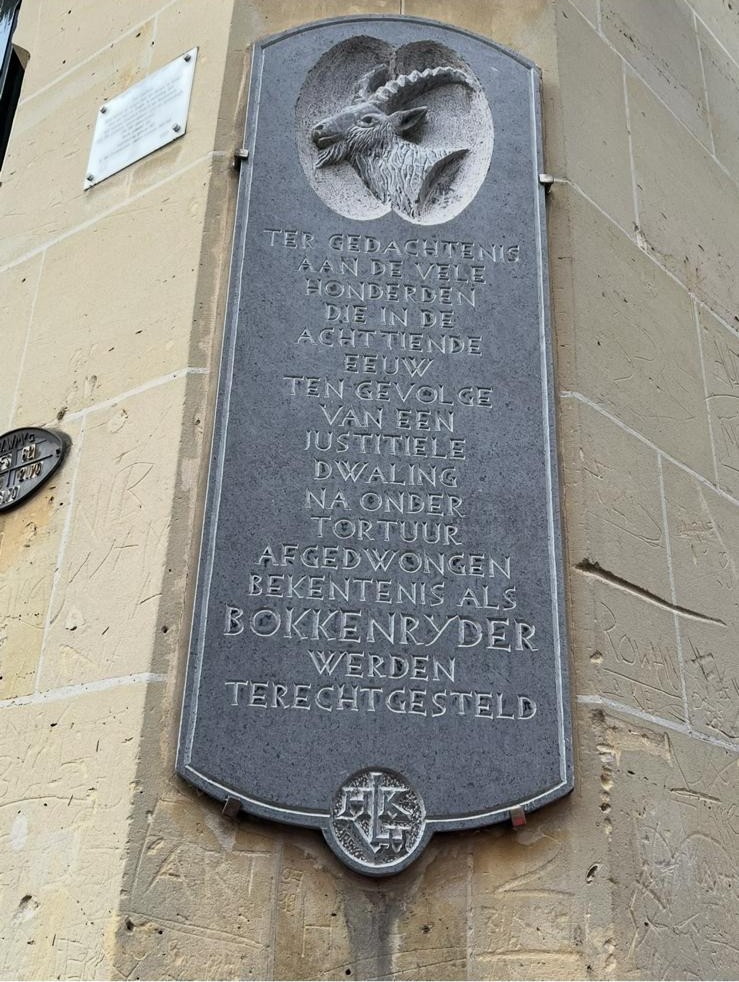 TER GEDACHTENIS
AAN DE VELE
HONDERDEN
DIE IN DE
ACHTTIENDE
EEUW
TEN GEVOLGE
VAN EEN
JUSTITIELE
DWALING
NA ONDER
TORTUUR
AFGEDWONGEN
BEKENTENIS ALS
BOKKENRYDER
WERDEN
TERECHTGESTELD